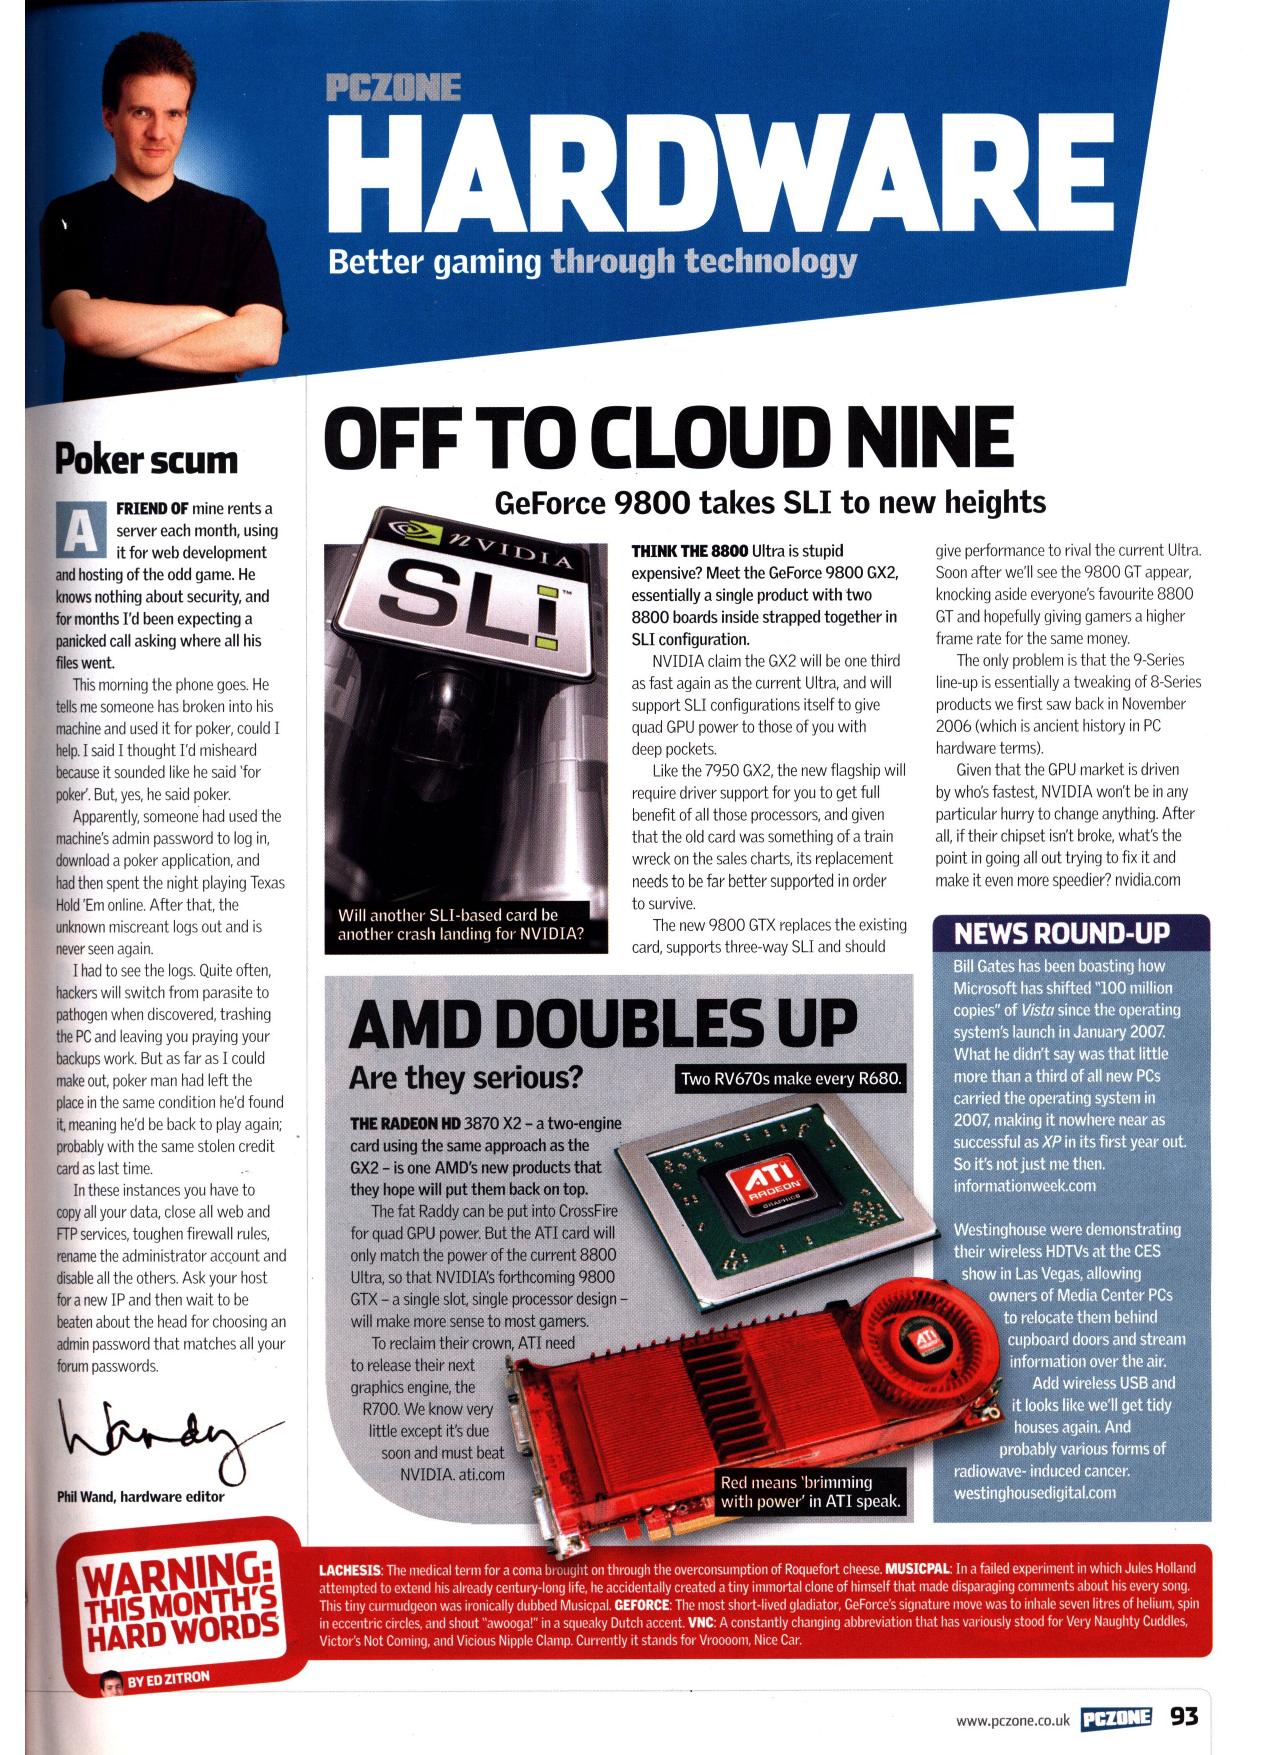 PCZONE
HARDWARE
Better gaming through technology
Poker scum
A FRIEND OF mine rents a
server each month, using
it for web development
and hosting of the odd game. He
knows nothing about security, and
for months I'd been expecting a
panicked call asking where all his
files went.
This morning the phone goes. He
tells me someone has broken into his
machine and used it for poker, could I
help. I said I thought I'd misheard
because it sounded like he said 'for
poker'. But, yes, he said poker.
Apparently, someone had used the
machine's admin password to log in,
download a poker application, and
had then spent the night playing Texas
Hold 'Em online. After that, the
unknown miscreant logs out and is
never seen again.
I had to see the logs. Quite often,
hackers will switch from parasite to
pathogen when discovered, trashing
the PC and leaving you praying your
backups work. But as far as I could
make out, poker man had left the
place in the same condition he'd found
it, meaning he'd be back to play again;
probably with the same stolen credit
card as last time.
In these instances you have to
copy all your data, close all web and
FTP services, toughen firewall rules,
rename the administrator account and
disable all the others. Ask your host
for a new IP and then wait to be
beaten about the head for choosing an
admin password that matches all your
forum passwords.
Wandy
Phil Wand, hardware editor
OFF TO CLOUD NINE
GeForce 9800 takes SLI to new heights
NVIDIA
SLI™
Will another SLI-based card be
another crash landing for NVIDIA?
THINK THE 8800 Ultra is stupid
expensive? Meet the GeForce 9800 GX2,
essentially a single product with two
8800 boards inside strapped together in
SLI configuration.
NVIDIA claim the GX2 will be one third
as fast again as the current Ultra, and will
support SLI configurations itself to give
quad GPU power to those of you with
deep pockets.
Like the 7950 GX2, the new flagship will
require driver support for you to get full
benefit of all those processors, and given
that the old card was something of a train
wreck on the sales charts, its replacement
needs to be far better supported in order
to survive.
The new 9800 GTX replaces the existing
card, supports three-way SLI and should
give performance to rival the current Ultra.
Soon after we'll see the 9800 GT appear,
knocking aside everyone's favourite 8800
GT and hopefully giving gamers a higher
frame rate for the same money.
The only problem is that the 9-Series
line-up is essentially a tweaking of 8-Series
products we first saw back in November
2006 (which is ancient history in PC
hardware terms).
Given that the GPU market is driven
by who's fastest, NVIDIA won't be in any
particular hurry to change anything. After
all, if their chipset isn't broke, what's the
point in going all out trying to fix it and
make it even more speedier? nvidia.com
AMD DOUBLES UP
Are they serious?
Two RV670s make every R680.
THE RADEON HD 3870 X2 – a two-engine
card using the same approach as the
GX2 – is one AMD's new products that
they hope will put them back on top.
The fat Raddy can be put into CrossFire
for quad GPU power. But the ATI card will
only match the power of the current 8800
Ultra, so that NVIDIA's forthcoming 9800
GTX – a single slot, single processor design –
will make more sense to most gamers.
To reclaim their crown, ATI need
to release their next
graphics engine, the
R700. We know very
little except it's due
soon and must beat
NVIDIA. ati.com
ATI
RADEON
GRAPHICS
ATI
Red means 'brimming
with power' in ATI speak.
NEWS ROUND-UP
Bill Gates has been boasting how
Microsoft has shifted "100 million
copies" of Vista since the operating
system's launch in January 2007.
What he didn't say was that little
more than a third of all new PCs
carried the operating system in
2007, making it nowhere near as
successful as XP in its first year out.
So it's not just me then.
informationweek.com
Westinghouse were demonstrating
their wireless HDTVs at the CES
show in Las Vegas, allowing
owners of Media Center PCs
to relocate them behind
cupboard doors and stream
information over the air.
Add wireless USB and
it looks like we'll get tidy
houses again. And
probably various forms of
radiowave- induced cancer.
westinghousedigital.com
WARNING:
THIS MONTH'S
HARD WORDS
BY ED ZITRON
LACHESIS: The medical term for a coma brought on through the overconsumption of Roquefort cheese. MUSICPAL: In a failed experiment in which Jules Holland
attempted to extend his already century-long life, he accidentally created a tiny immortal clone of himself that made disparaging comments about his every song.
This tiny curmudgeon was ironically dubbed Musicpal. GEFORCE: The most short-lived gladiator, GeForce's signature move was to inhale seven litres of helium, spin
in eccentric circles, and shout "awooga!" in a squeaky Dutch accent. VNC: A constantly changing abbreviation that has variously stood for Very Naughty Cuddles,
Victor's Not Coming, and Vicious Nipple Clamp. Currently it stands for Vroooom, Nice Car.
www.pczone.co.uk PCZONE 93